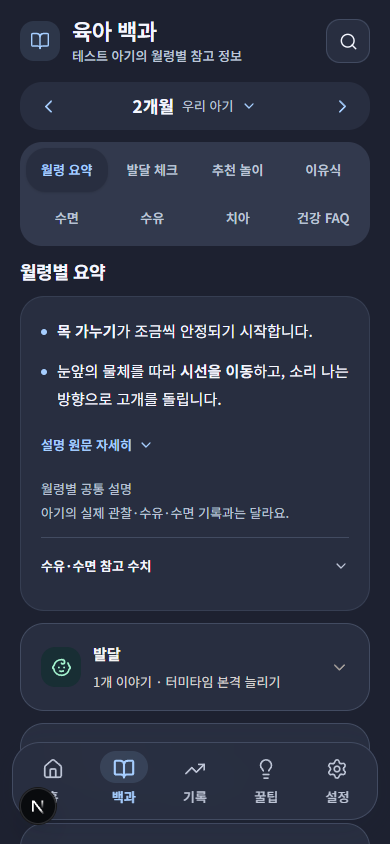 육아 백과
테스트 아기의 월령별 참고 정보
2개월 우리 아기
월령 요약 발달 체크 추천 놀이 이유식
수면 수유 치아 건강 FAQ
월령별 요약
목 가누기가 조금씩 안정되기 시작합니다.
눈앞의 물체를 따라 시선을 이동하고, 소리 나는
방향으로 고개를 돌립니다.
설명 원문 자세히
월령별 공통 설명
아기의 실제 관찰·수유·수면 기록과는 달라요.
수유·수면 참고 수치
발달
1개 이야기 · 터미타임 본격 늘리기
N
백과 기록 꿀팁 설정